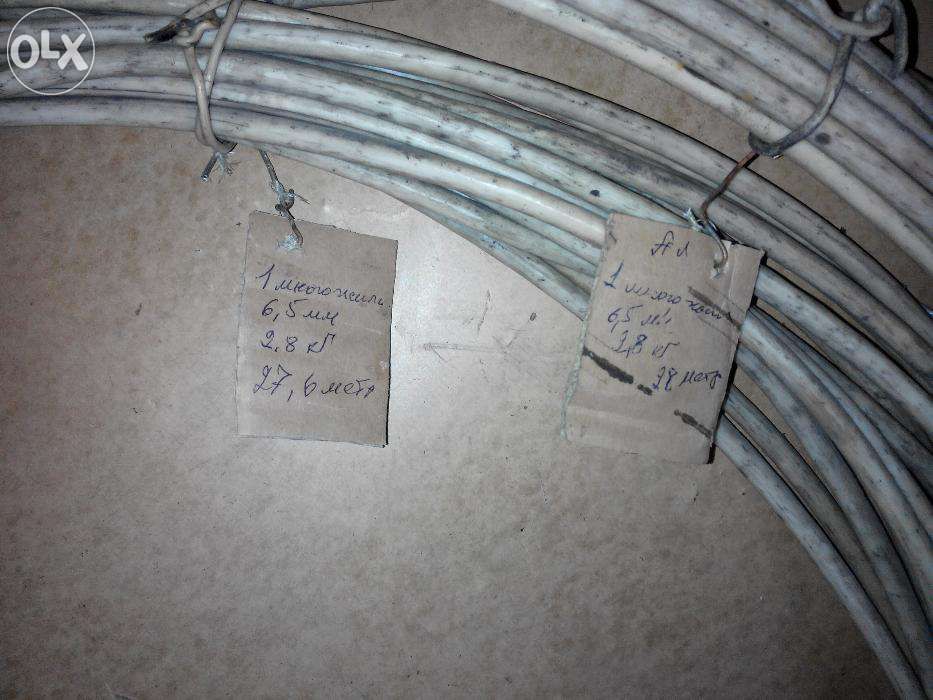 OLX
1 многожил.
6,5 мм
2,8 кг
27,6 метр
Ал
1 многожил
6,5 мм
2,8 кг
28 метр